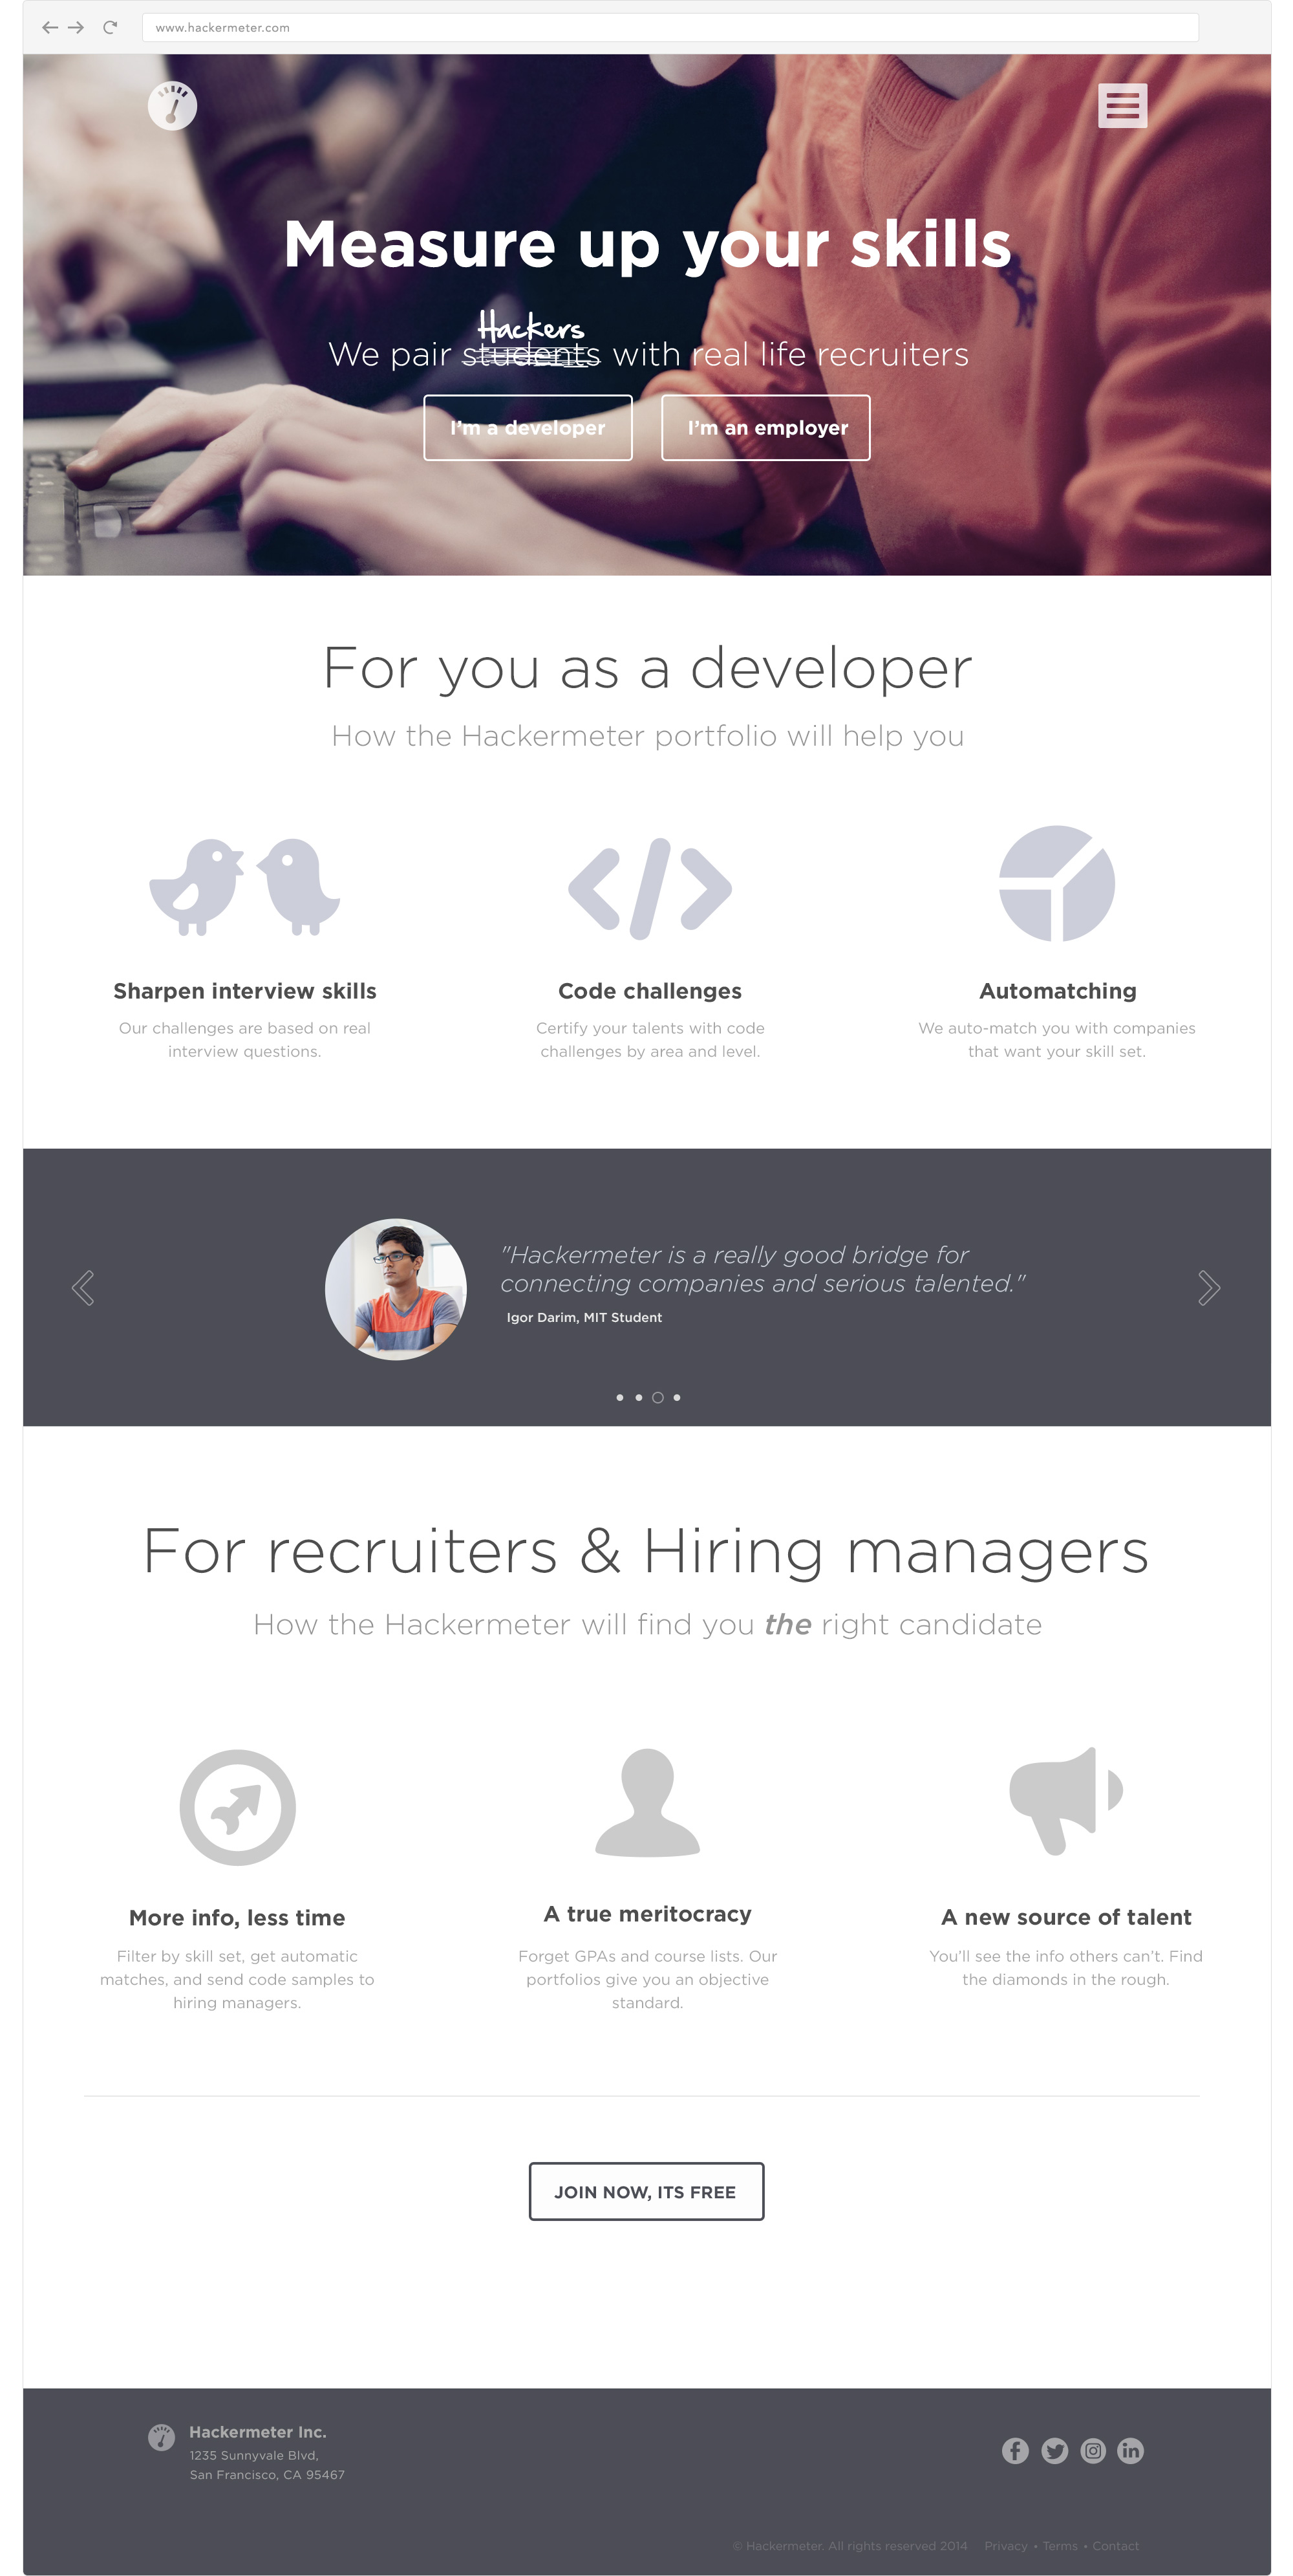 www.hackermeter.com
Measure up your skills
Hackers
We pair students with real life recruiters
I'm a developer
I'm an employer
For you as a developer
How the Hackermeter portfolio will help you
Sharpen interview skills
Our challenges are based on real
interview questions.
Code challenges
Certify your talents with code
challenges by area and level.
Automatching
We auto-match you with companies
that want your skill set.
"Hackermeter is a really good bridge for
connecting companies and serious talented."
Igor Darim, MIT Student
For recruiters & Hiring managers
How the Hackermeter will find you the right candidate
More info, less time
Filter by skill set, get automatic
matches, and send code samples to
hiring managers.
A true meritocracy
Forget GPAs and course lists. Our
portfolios give you an objective
standard.
A new source of talent
You'll see the info others can't. Find
the diamonds in the rough.
JOIN NOW, ITS FREE
Hackermeter Inc.
1235 Sunnyvale Blvd,
San Francisco, CA 95467
© Hackermeter. All rights reserved 2014 Privacy • Terms • Contact